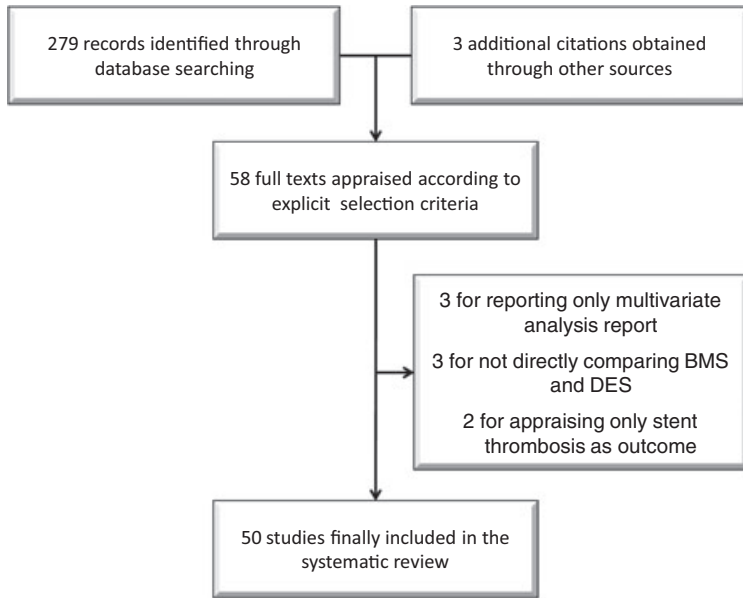 279 records identified through
database searching
3 additional citations obtained
through other sources
58 full texts appraised according to
explicit selection criteria
3 for reporting only multivariate
analysis report
3 for not directly comparing BMS
and DES
2 for appraising only stent
thrombosis as outcome
50 studies finally included in the
systematic review